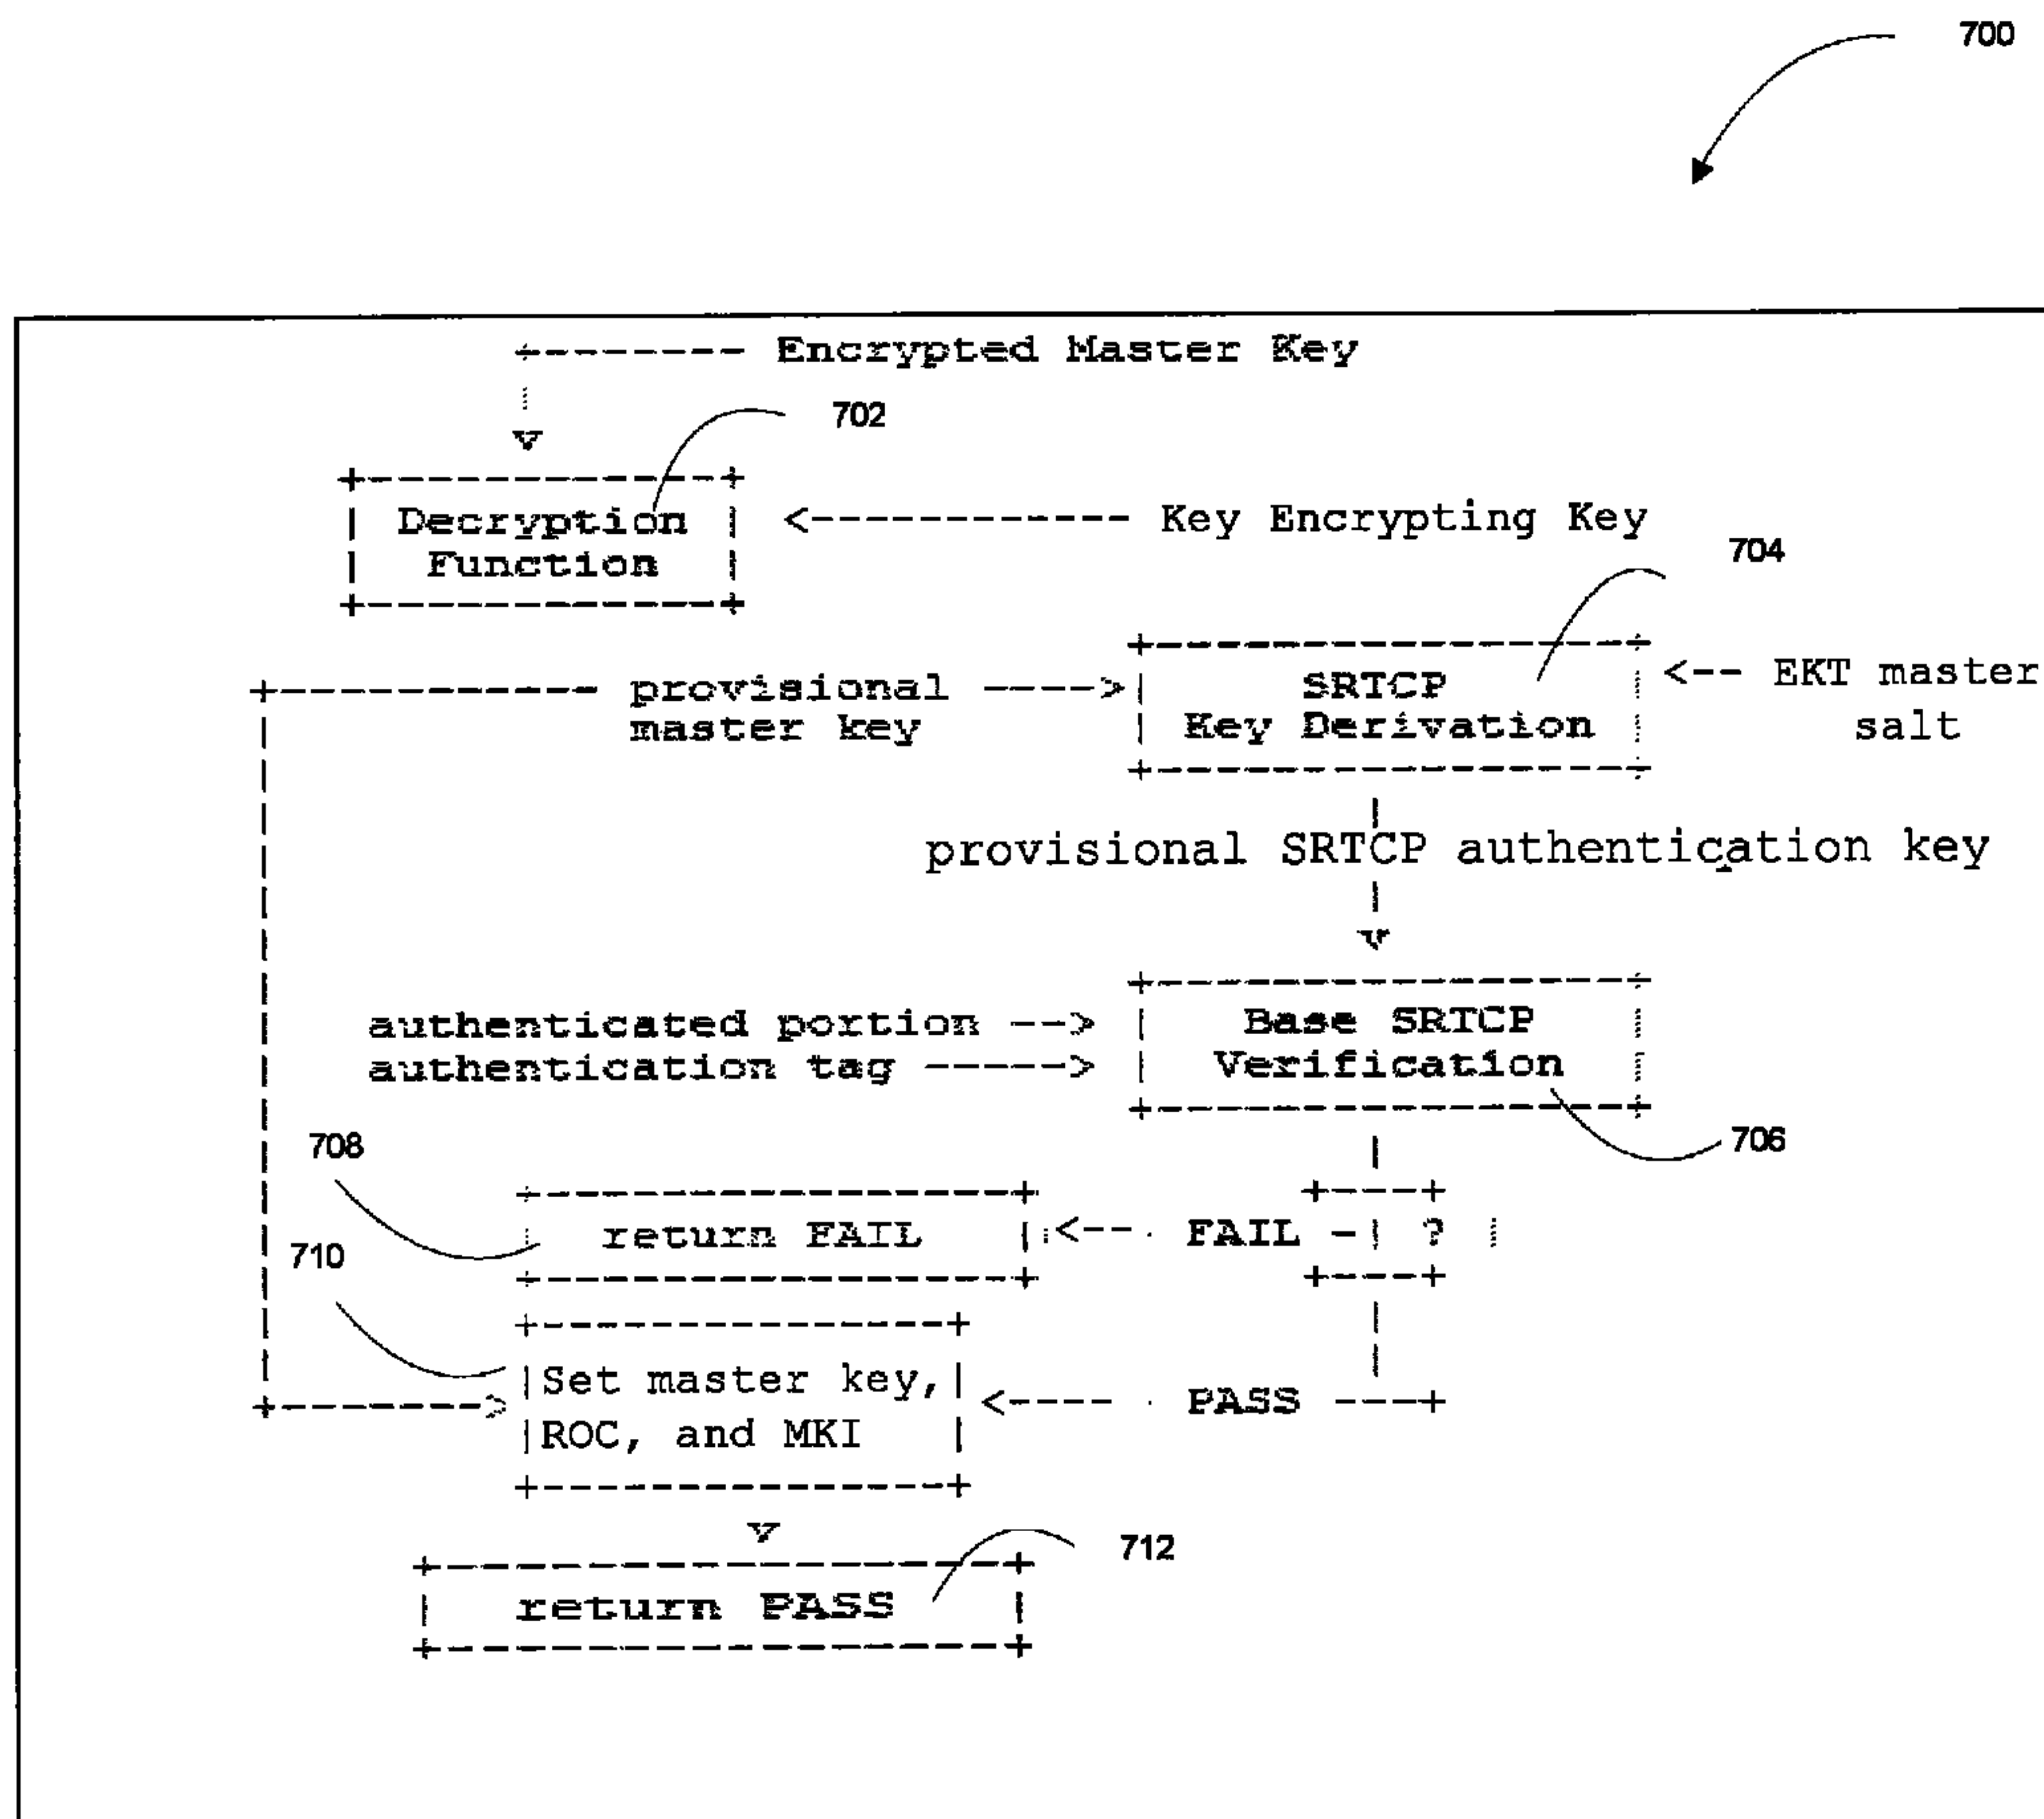 700
Encrypted Master Key
702
Decryption
Function
Key Encrypting Key
704
provisional
master key
SRTCP
Key Derivation
EKT master
salt
provisional SRTCP authentication key
authenticated portion
authentication tag
Base SRTCP
Verification
706
708
return FAIL
FAIL
?
710
Set master key,
ROC, and MKI
PASS
712
return PASS